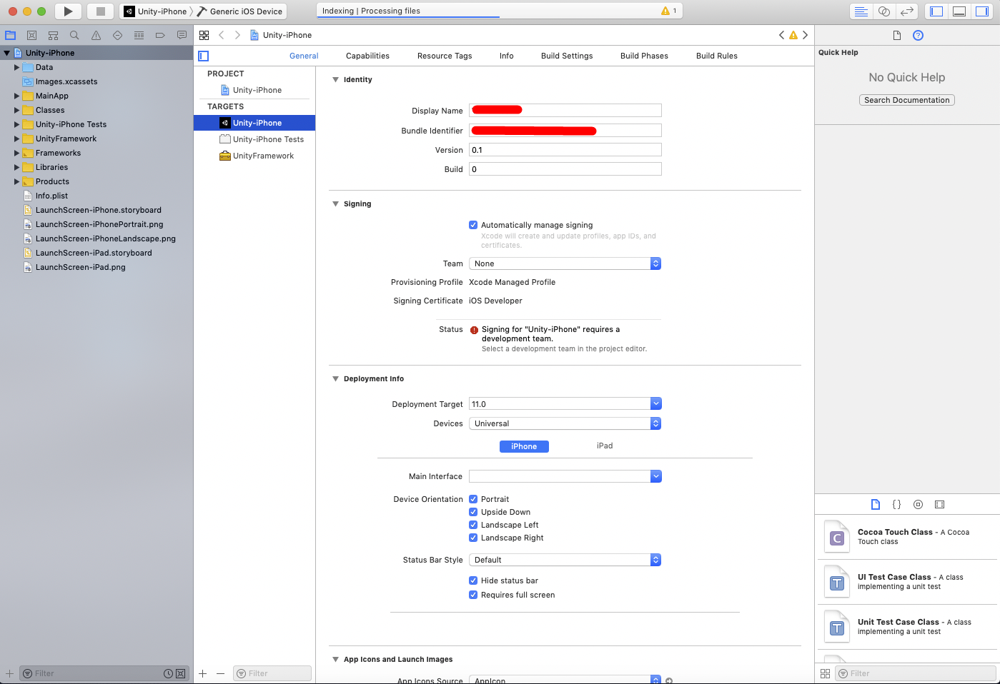 Unity-iPhone
Generic iOS Device
Indexing | Processing files
1
Unity-iPhone
Data
Images.xcassets
MainApp
Classes
Unity-iPhone Tests
UnityFramework
Frameworks
Libraries
Products
Info.plist
LaunchScreen-iPhone.storyboard
LaunchScreen-iPhonePortrait.png
LaunchScreen-iPhoneLandscape.png
LaunchScreen-iPad.storyboard
LaunchScreen-iPad.png
Filter
Unity-iPhone
General
Capabilities
Resource Tags
Info
Build Settings
Build Phases
Build Rules
PROJECT
Unity-iPhone
TARGETS
Unity-iPhone
Unity-iPhone Tests
UnityFramework
Filter
Identity
Display Name
Bundle Identifier
Version 0.1
Build 0
Signing
Automatically manage signing
Xcode will create and update profiles, app IDs, and
certificates.
Team None
Provisioning Profile Xcode Managed Profile
Signing Certificate iOS Developer
Status Signing for "Unity-iPhone" requires a
development team.
Select a development team in the project editor.
Deployment Info
Deployment Target 11.0
Devices Universal
iPhone iPad
Main Interface
Device Orientation Portrait
Upside Down
Landscape Left
Landscape Right
Status Bar Style Default
Hide status bar
Requires full screen
App Icons and Launch Images
App Icons Source AppIcon
Quick Help
No Quick Help
Search Documentation
{ }
C
Cocoa Touch Class - A Cocoa
Touch class
T
UI Test Case Class - A class
implementing a unit test
T
Unit Test Case Class - A class
implementing a unit test
Filter